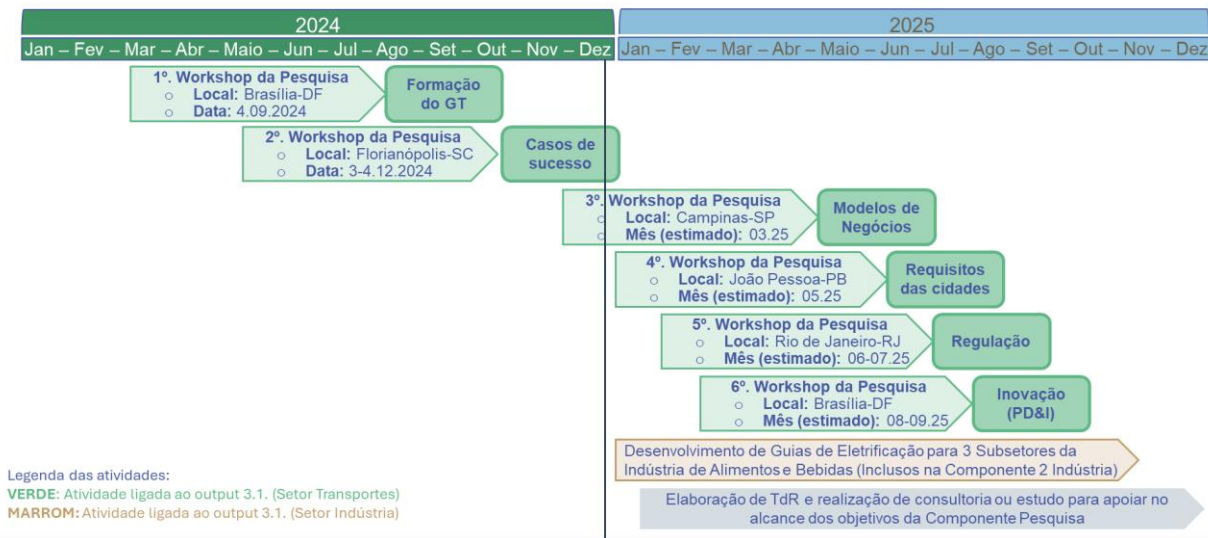 2024
2025
Jan – Fev – Mar – Abr – Maio – Jun – Jul – Ago – Set – Out – Nov – Dez
Jan – Fev – Mar – Abr – Maio – Jun – Jul – Ago – Set – Out – Nov – Dez
1º. Workshop da Pesquisa
o Local: Brasília-DF
o Data: 4.09.2024
Formação
do GT
2º. Workshop da Pesquisa
o Local: Florianópolis-SC
o Data: 3-4.12.2024
Casos de
sucesso
3º. Workshop da Pesquisa
o Local: Campinas-SP
o Mês (estimado): 03.25
Modelos de
Negócios
4º. Workshop da Pesquisa
o Local: João Pessoa-PB
o Mês (estimado): 05.25
Requisitos
das cidades
5º. Workshop da Pesquisa
o Local: Rio de Janeiro-RJ
o Mês (estimado): 06-07.25
Regulação
6º. Workshop da Pesquisa
o Local: Brasília-DF
o Mês (estimado): 08-09.25
Inovação
(PD&I)
Desenvolvimento de Guias de Eletrificação para 3 Subsetores da
Indústria de Alimentos e Bebidas (Inclusos na Componente 2 Indústria)
Elaboração de TdR e realização de consultoria ou estudo para apoiar no
alcance dos objetivos da Componente Pesquisa
Legenda das atividades:
VERDE: Atividade ligada ao output 3.1. (Setor Transportes)
MARROM: Atividade ligada ao output 3.1. (Setor Indústria)